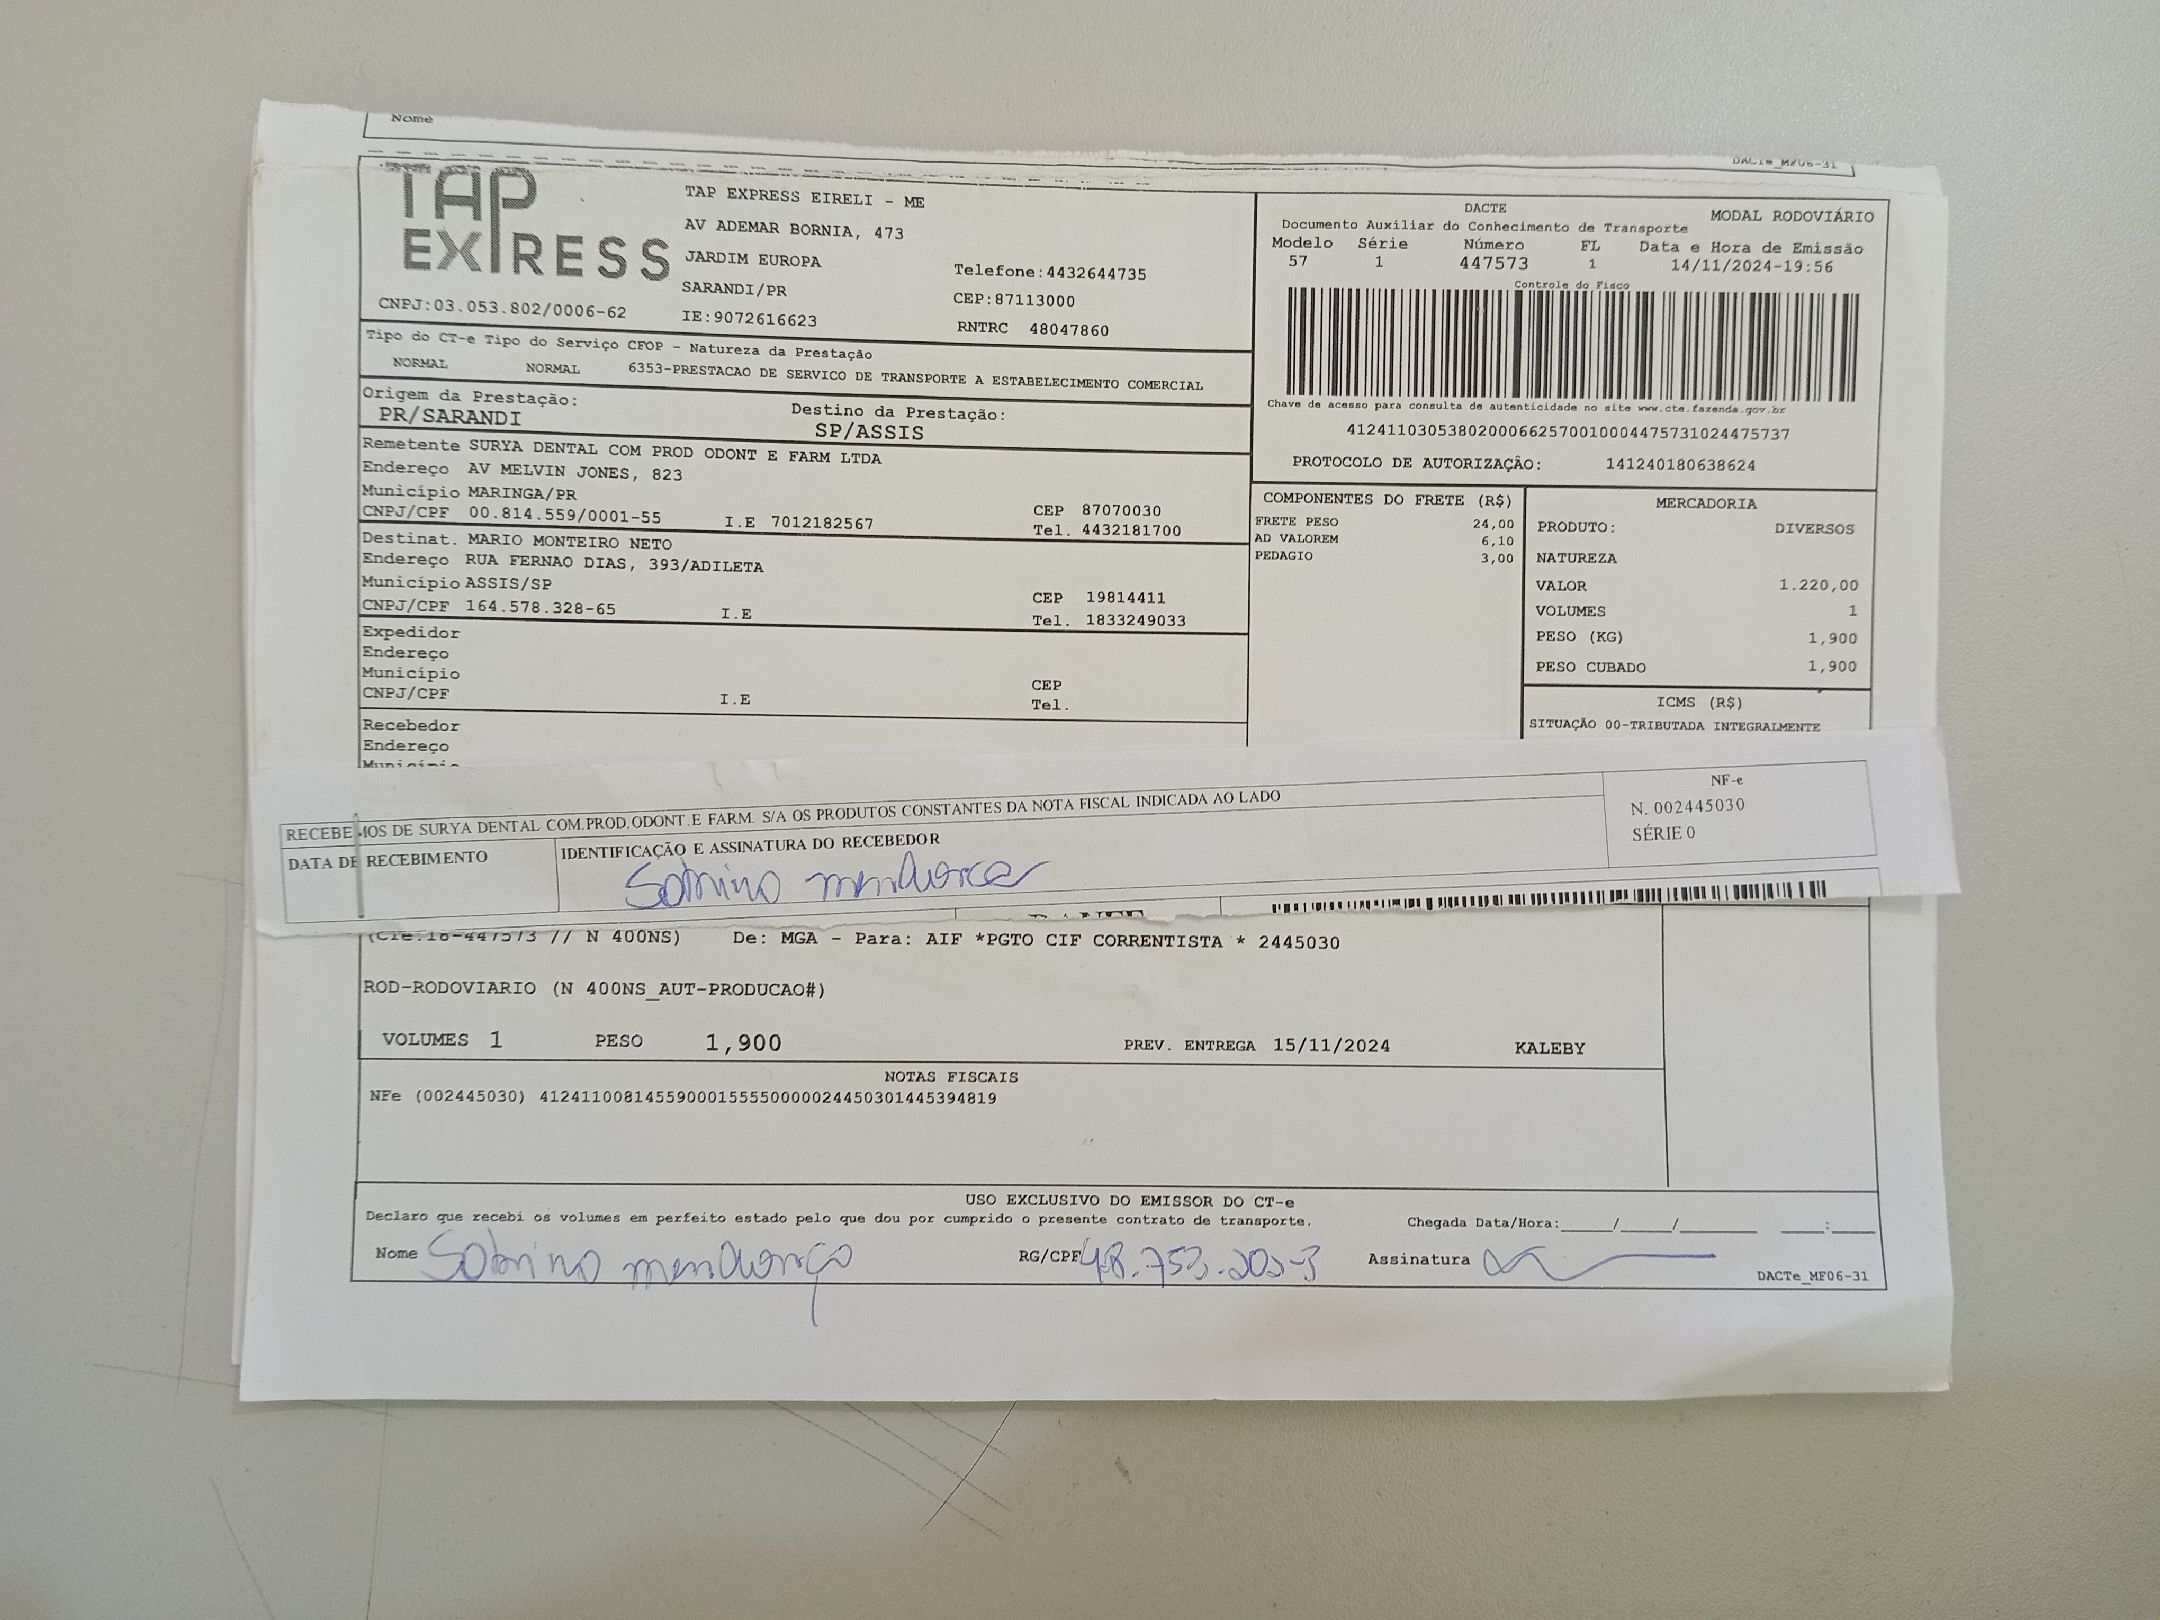 Nome
DACTe_MF06-31
TAP EXPRESS
TAP EXPRESS EIRELI - ME
AV ADEMAR BORNIA, 473
JARDIM EUROPA
SARANDI/PR
Telefone:4432644735
CEP:87113000
CNPJ:03.053.802/0006-62
IE:9072616623
RNTRC 48047860
DACTE
MODAL RODOVIÁRIO
Documento Auxiliar do Conhecimento de Transporte
Modelo Série Número FL Data e Hora de Emissão
57 1 447573 1 14/11/2024-19:56
Controle do Fisco
Chave de acesso para consulta de autenticidade no site www.cte.fazenda.gov.br
41241103053802000662570010004475731024475737
PROTOCOLO DE AUTORIZAÇÂO: 141240180638624
Tipo do CT-e Tipo do Serviço CFOP - Natureza da Prestação
NORMAL NORMAL 6353-PRESTACAO DE SERVICO DE TRANSPORTE A ESTABELECIMENTO COMERCIAL
Origem da Prestação: Destino da Prestação:
PR/SARANDI SP/ASSIS
Remetente SURYA DENTAL COM PROD ODONT E FARM LTDA
Endereço AV MELVIN JONES, 823
Município MARINGA/PR CEP 87070030
CNPJ/CPF 00.814.559/0001-55 I.E 7012182567 Tel. 4432181700
Destinat. MARIO MONTEIRO NETO
Endereço RUA FERNAO DIAS, 393/ADILETA
Município ASSIS/SP CEP 19814411
CNPJ/CPF 164.578.328-65 I.E Tel. 1833249033
Expedidor
Endereço
Município CEP
CNPJ/CPF I.E Tel.
Recebedor
Endereço
Município
COMPONENTES DO FRETE (R$)
FRETE PESO 24,00
AD VALOREM 6,10
PEDAGIO 3,00
MERCADORIA
PRODUTO: DIVERSOS
NATUREZA
VALOR 1.220,00
VOLUMES 1
PESO (KG) 1,900
PESO CUBADO 1,900
ICMS (R$)
SITUAÇÃO 00-TRIBUTADA INTEGRALMENTE
RECEBEMOS DE SURYA DENTAL COM.PROD.ODONT.E FARM. S/A OS PRODUTOS CONSTANTES DA NOTA FISCAL INDICADA AO LADO
DATA DE RECEBIMENTO
IDENTIFICAÇÃO E ASSINATURA DO RECEBEDOR
NF-e
N. 002445030
SÉRIE 0
(Cte:16-447573 // N 400NS) De: MGA - Para: AIF *PGTO CIF CORRENTISTA * 2445030
ROD-RODOVIARIO (N 400NS_AUT-PRODUCAO#)
VOLUMES 1 PESO 1,900 PREV. ENTREGA 15/11/2024 KALEBY
NOTAS FISCAIS
NFe (002445030) 41241100814559000155550000024450301445394819
USO EXCLUSIVO DO EMISSOR DO CT-e
Declaro que recebi os volumes em perfeito estado pelo que dou por cumprido o presente contrato de transporte. Chegada Data/Hora:____/____/______ ____:____
Nome RG/CPF Assinatura
DACTe_MF06-31